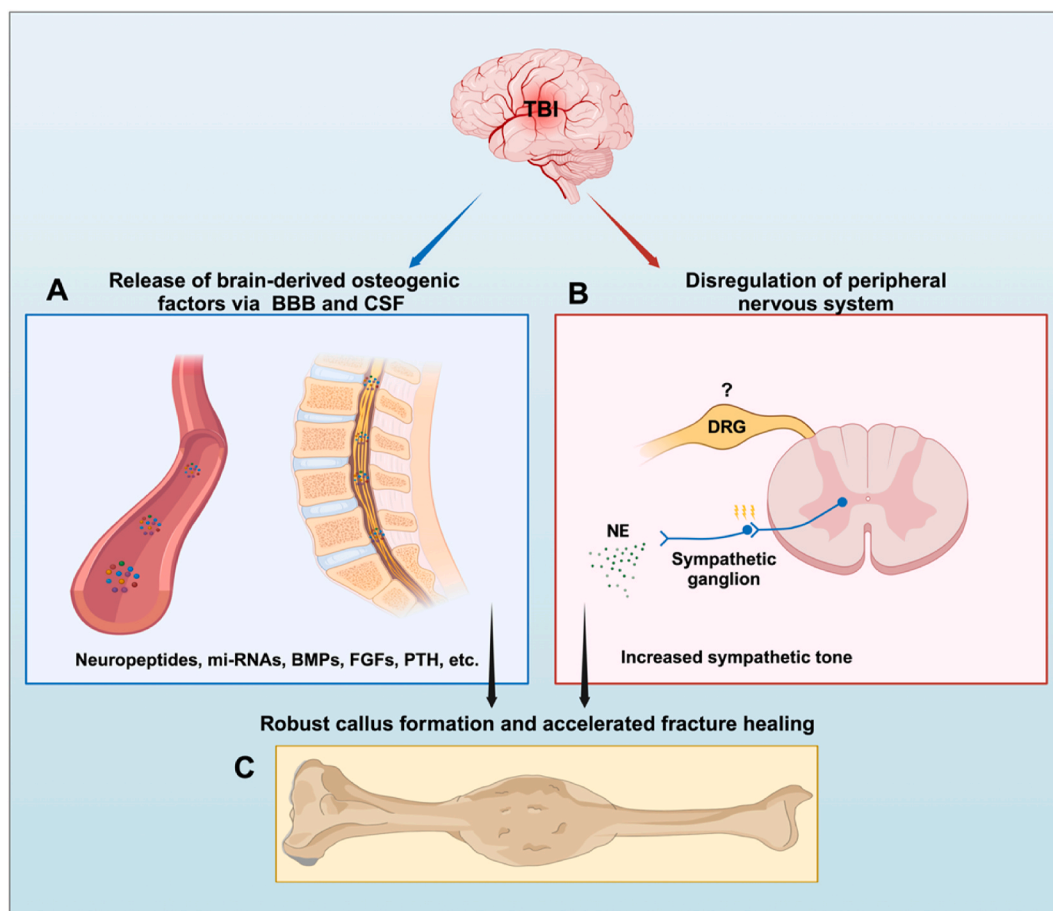 TBI
A
Release of brain-derived osteogenic
factors via BBB and CSF
Neuropeptides, mi-RNAs, BMPs, FGFs, PTH, etc.
B
Disregulation of peripheral
nervous system
?
DRG
NE
Sympathetic
ganglion
Increased sympathetic tone
Robust callus formation and accelerated fracture healing
C